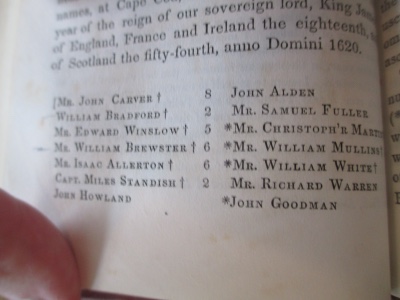 names, at Cape Cod,
year of the reign of our sovereign lord, King James
of England, France and Ireland the eighteenth,
of Scotland the fifty-fourth, anno Domini 1620.
[Mr. John Carver † 8 John Alden
William Bradford † 2 Mr. Samuel Fuller
Mr. Edward Winslow † 5 *Mr. Christoph'r Martin
Mr. William Brewster † 6 *Mr. William Mullins †
Mr. Isaac Allerton † 6 *Mr. William White †
Capt. Miles Standish † 2 Mr. Richard Warren
John Howland *John Goodman